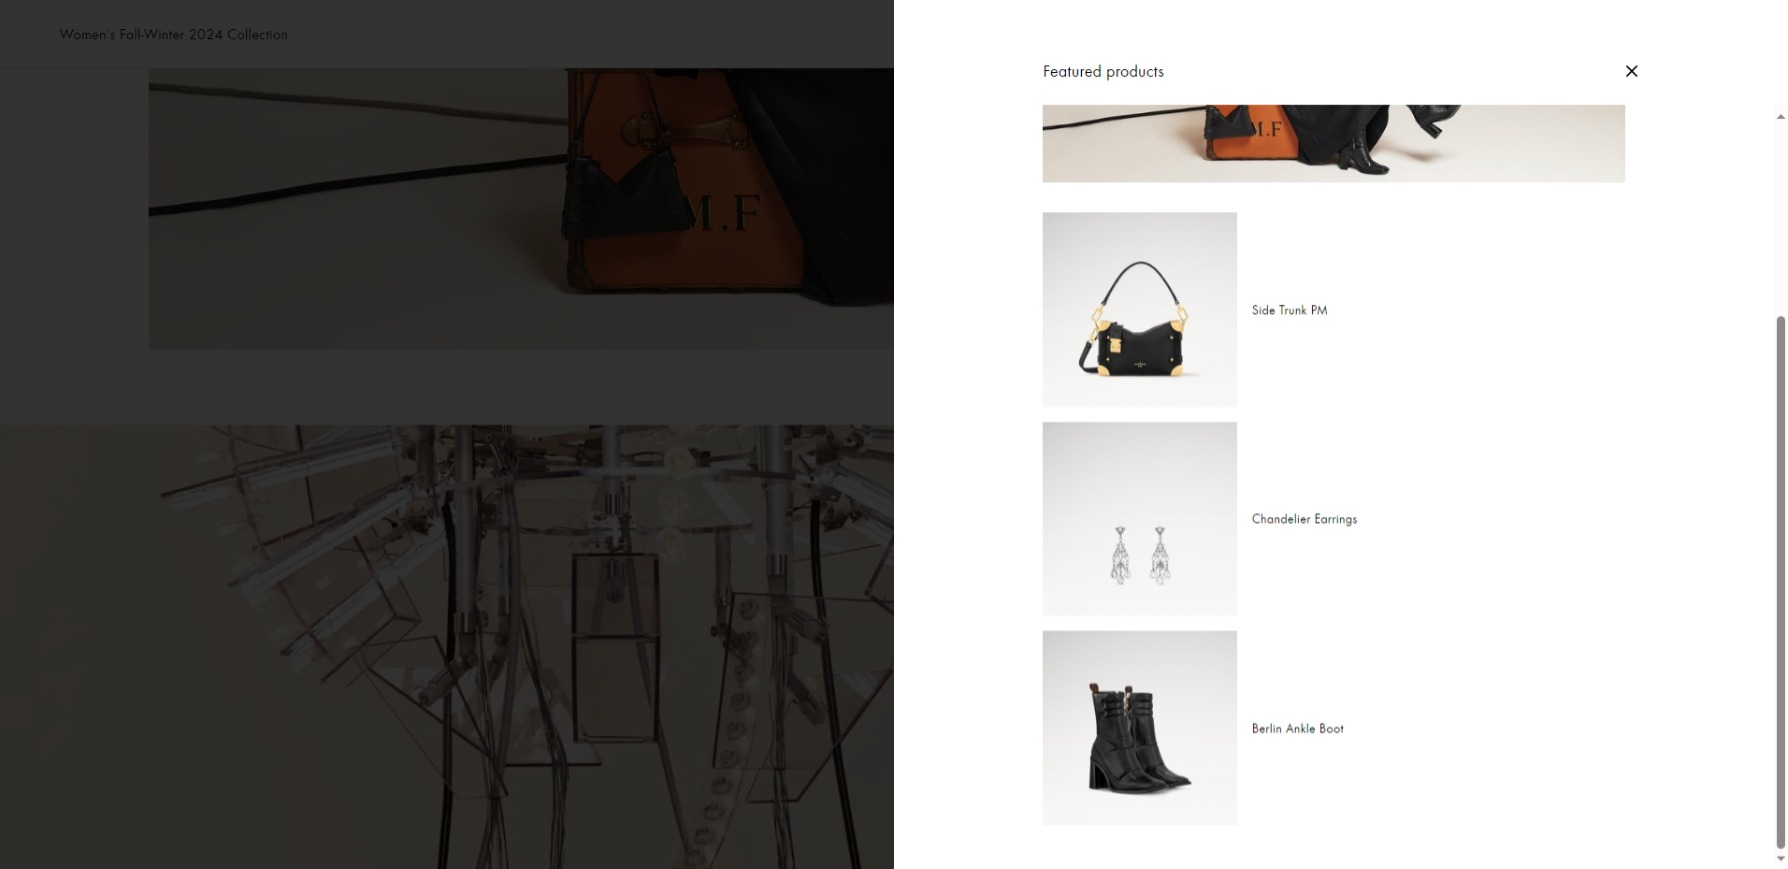 Women's Fall-Winter 2024 Collection
Featured products
M.F
M.F
Side Trunk PM
Chandelier Earrings
Berlin Ankle Boot